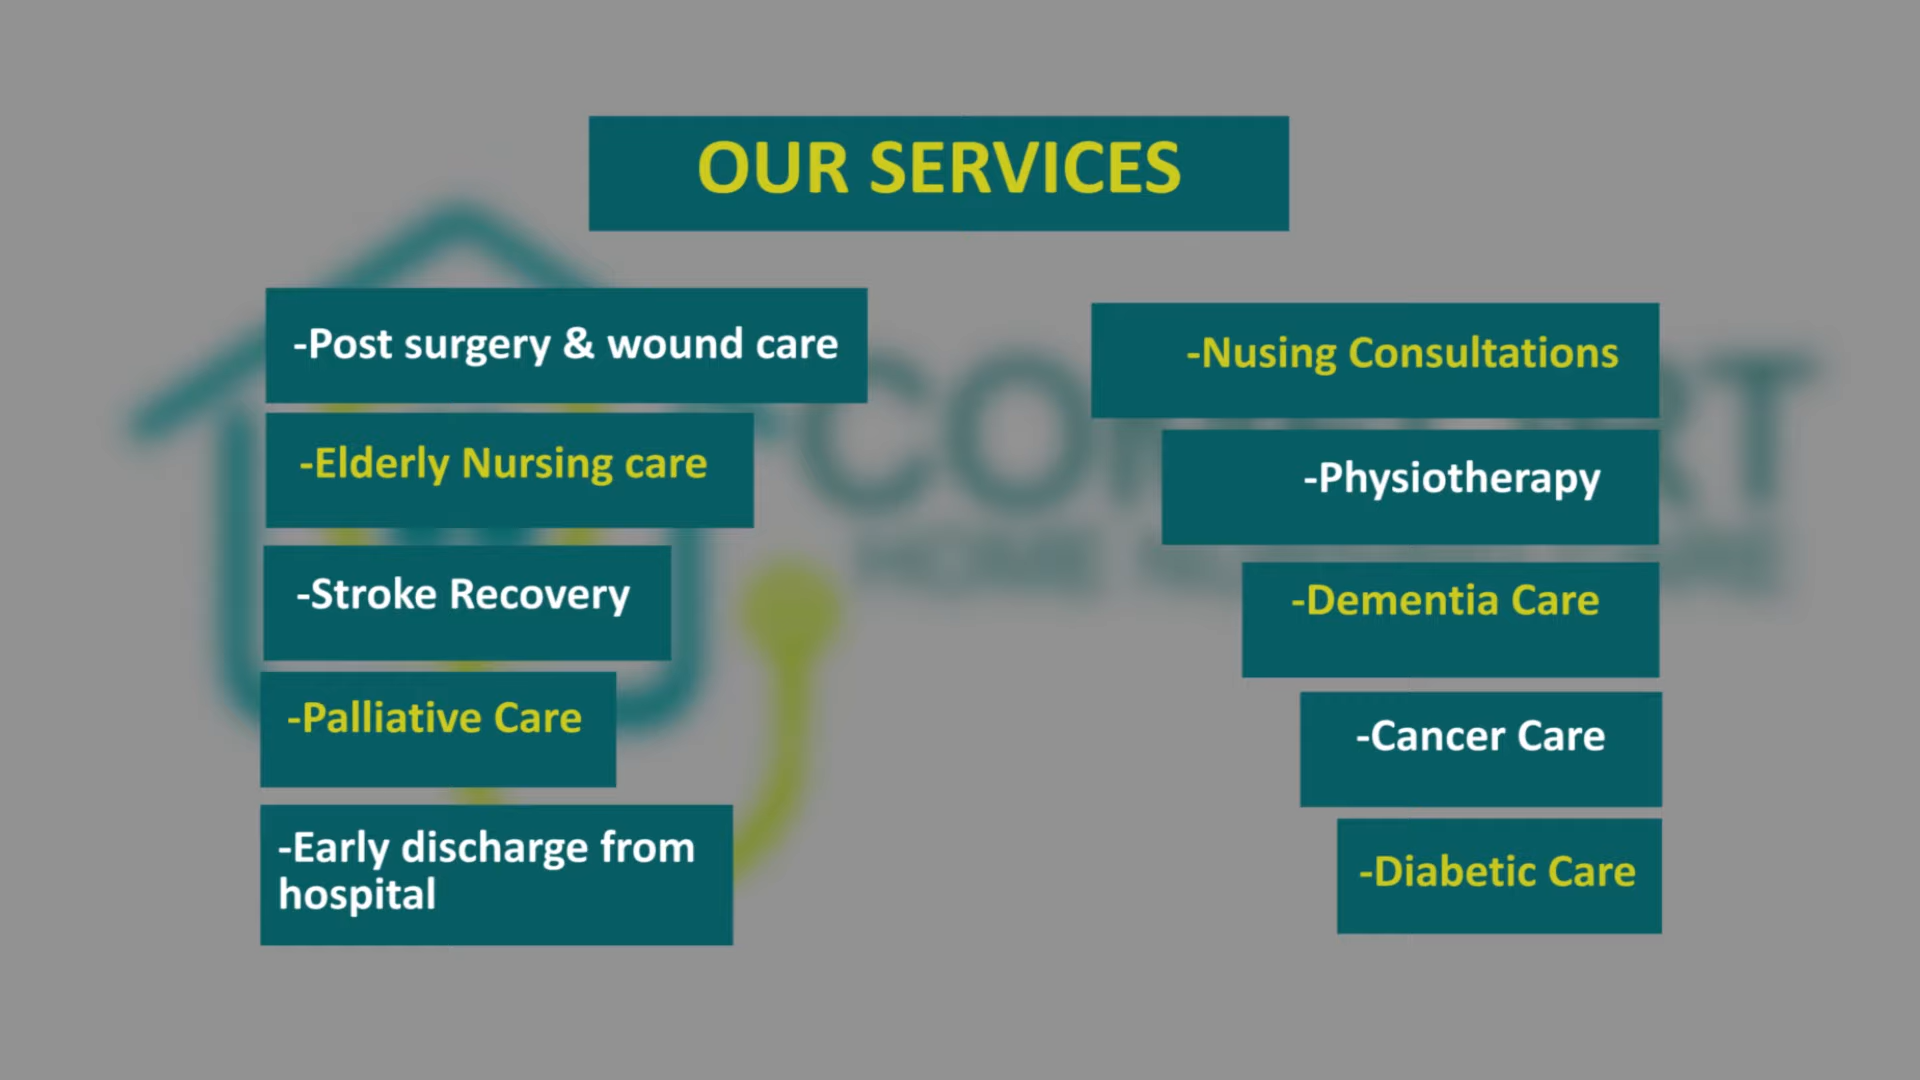 OUR SERVICES
-Post surgery & wound care
-Elderly Nursing care
-Stroke Recovery
-Palliative Care
-Early discharge from
hospital
-Nusing Consultations
-Physiotherapy
-Dementia Care
-Cancer Care
-Diabetic Care
HOME